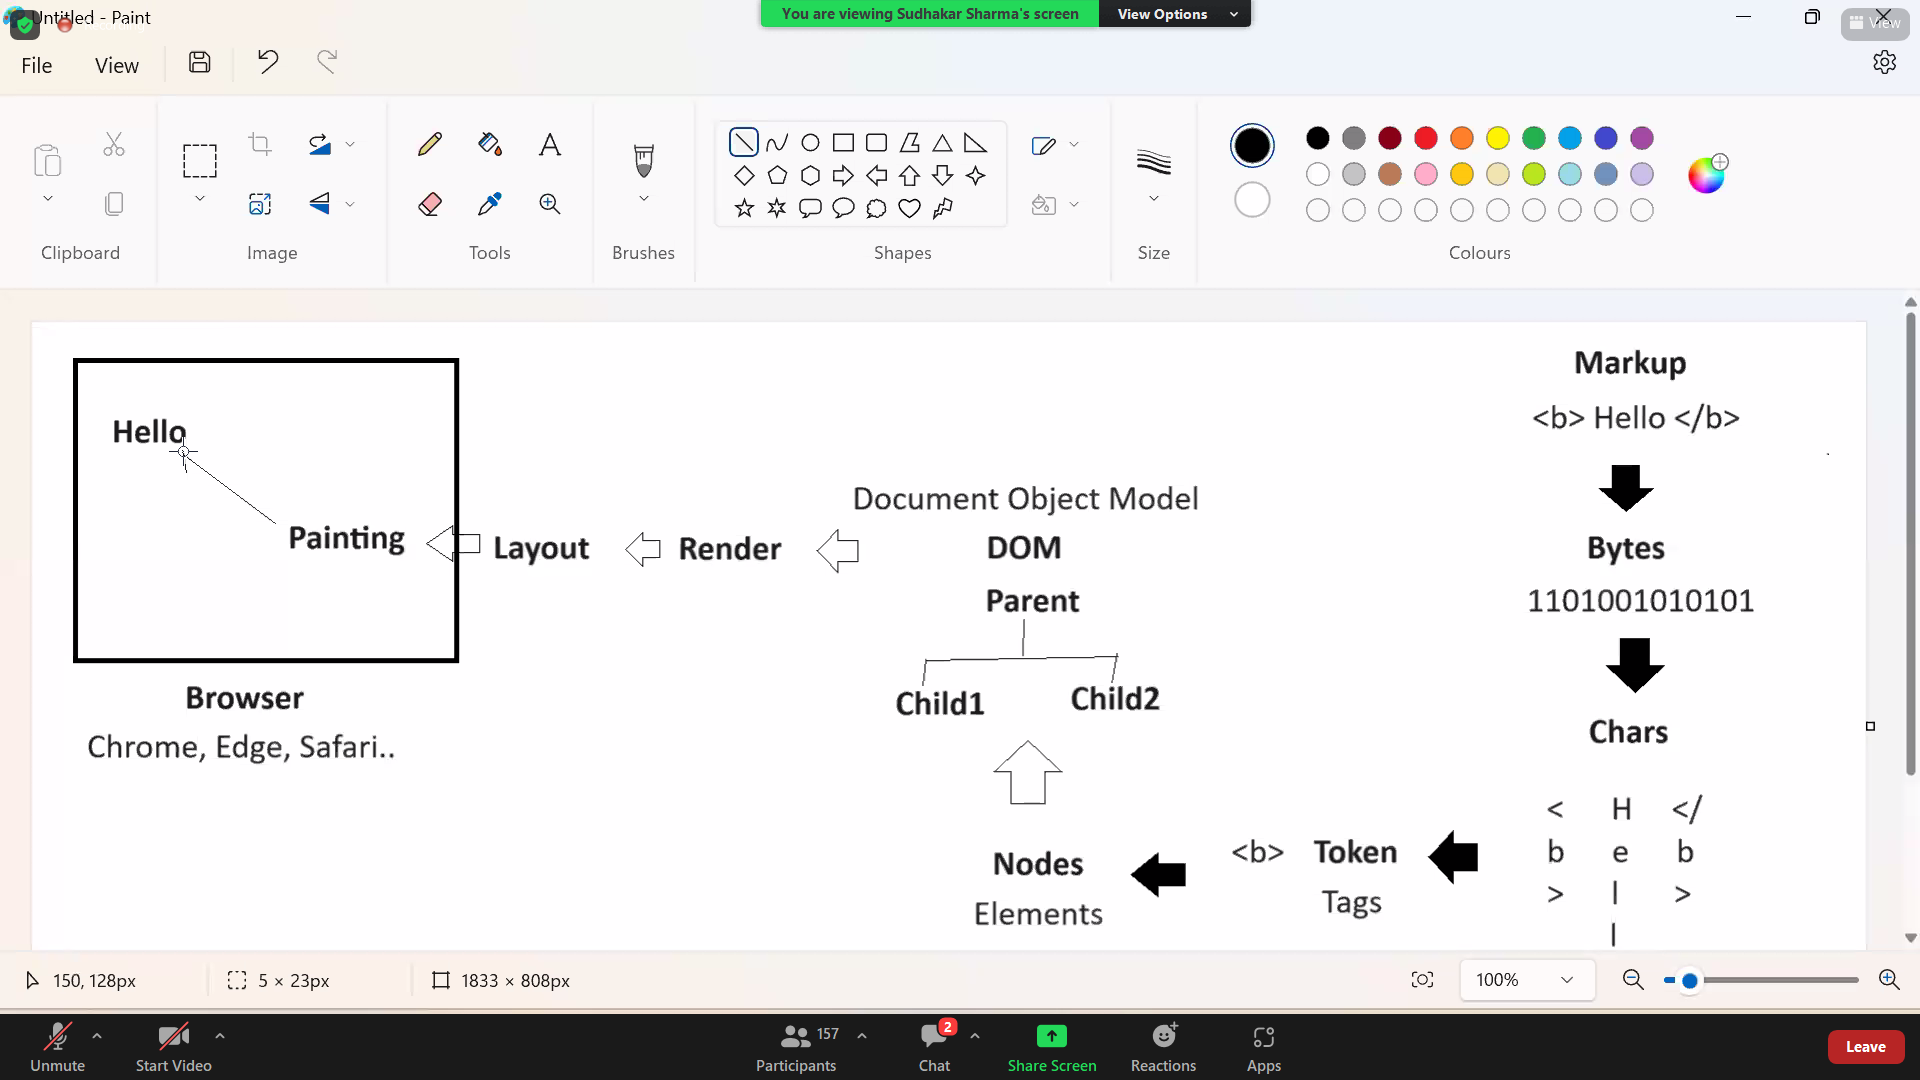 Untitled - Paint
You are viewing Sudhakar Sharma's screen
View Options
View
File
View
Clipboard
Image
Tools
Brushes
Shapes
Size
Colours
Markup
<b> Hello </b>
Hello
Document Object Model
Painting
Layout
Render
DOM
Bytes
Parent
1101001010101
Child1
Child2
Browser
Chrome, Edge, Safari..
Chars
< H </
b e b
> l >
l
<b> Token
Tags
Nodes
Elements
150, 128px
5 × 23px
1833 × 808px
100%
Unmute
Start Video
157
Participants
2
Chat
Share Screen
Reactions
Apps
Leave